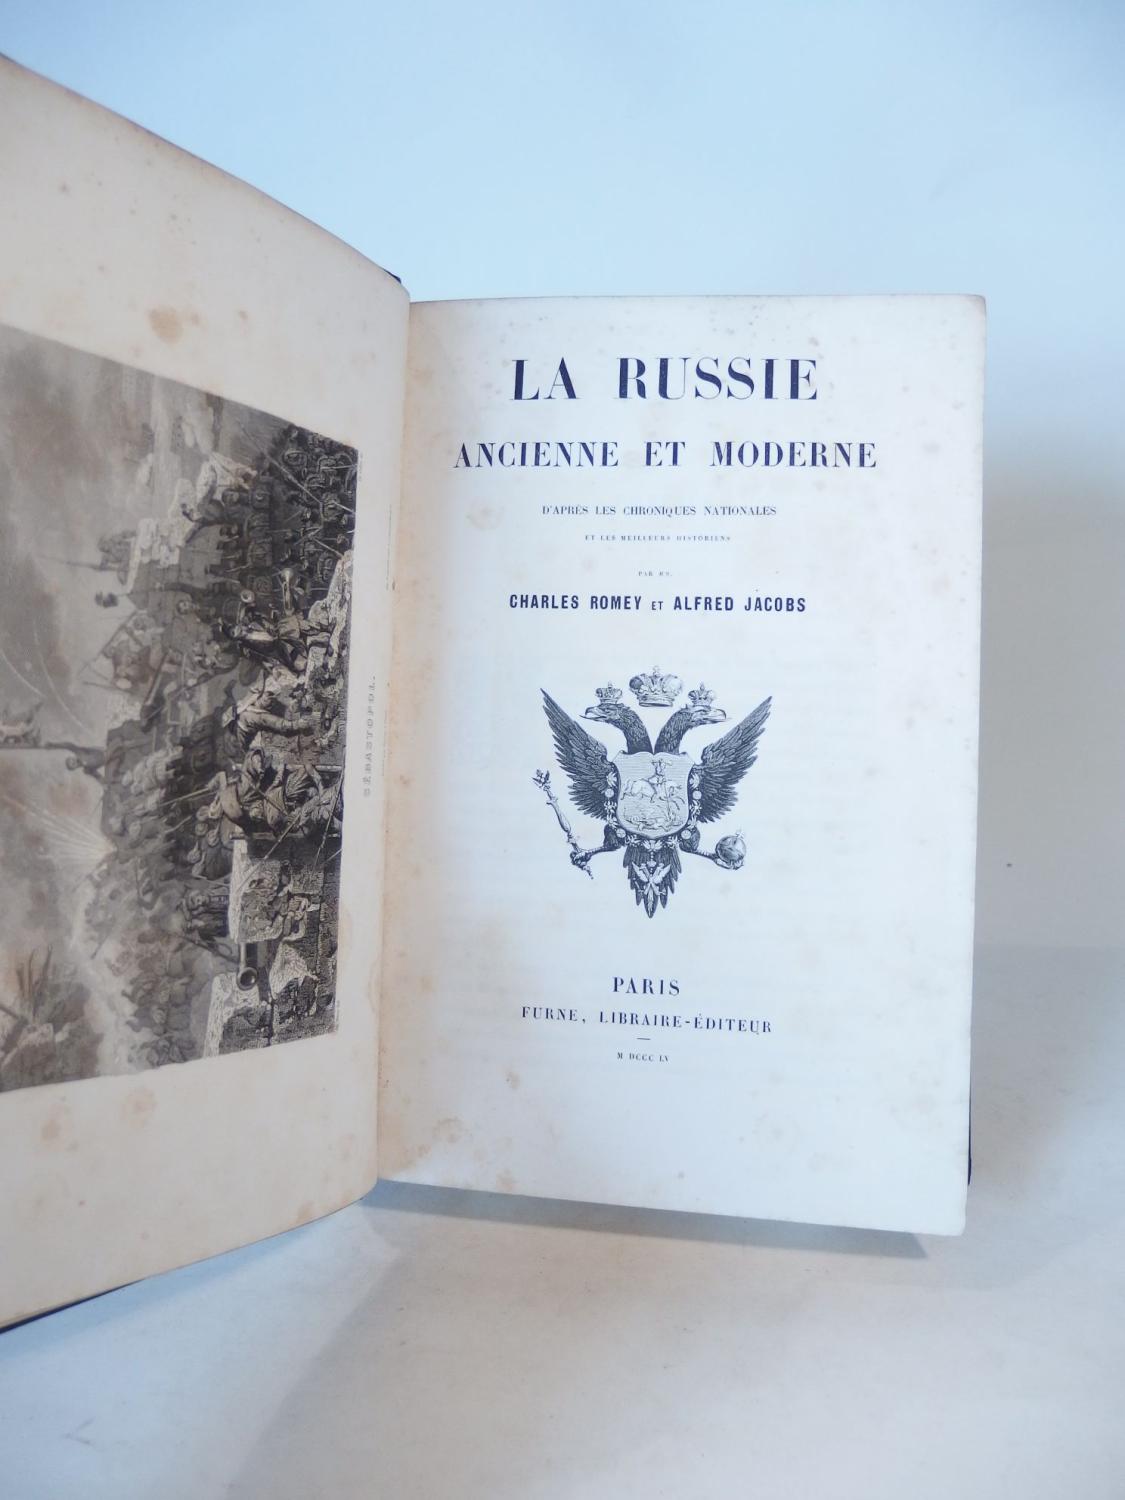 LA RUSSIE
ANCIENNE ET MODERNE
D'APRÈS LES CHRONIQUES NATIONALES
ET LES MEILLEURS HISTORIENS
PAR MM.
CHARLES ROMEY ET ALFRED JACOBS
PARIS
FURNE, LIBRAIRE-ÉDITEUR
M DCCC LV
SÉBASTOPOL.